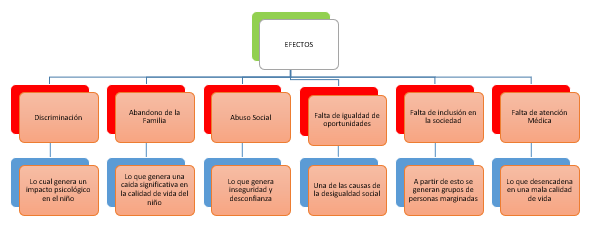 EFECTOS
Discriminación
Abandono de la
Familia
Abuso Social
Falta de igualdad de
oportunidades
Falta de inclusión en
la sociedad
Falta de atención
Médica
Lo cual genera un
impacto psicológico
en el niño
Lo que genera una
caida significativa en
la calidad de vida del
niño
Lo que genera
inseguridad y
desconfianza
Una de las causas de
la desigualdad social
A partir de esto se
generan grupos de
personas marginadas
Lo que desencadena
en una mala calidad
de vida